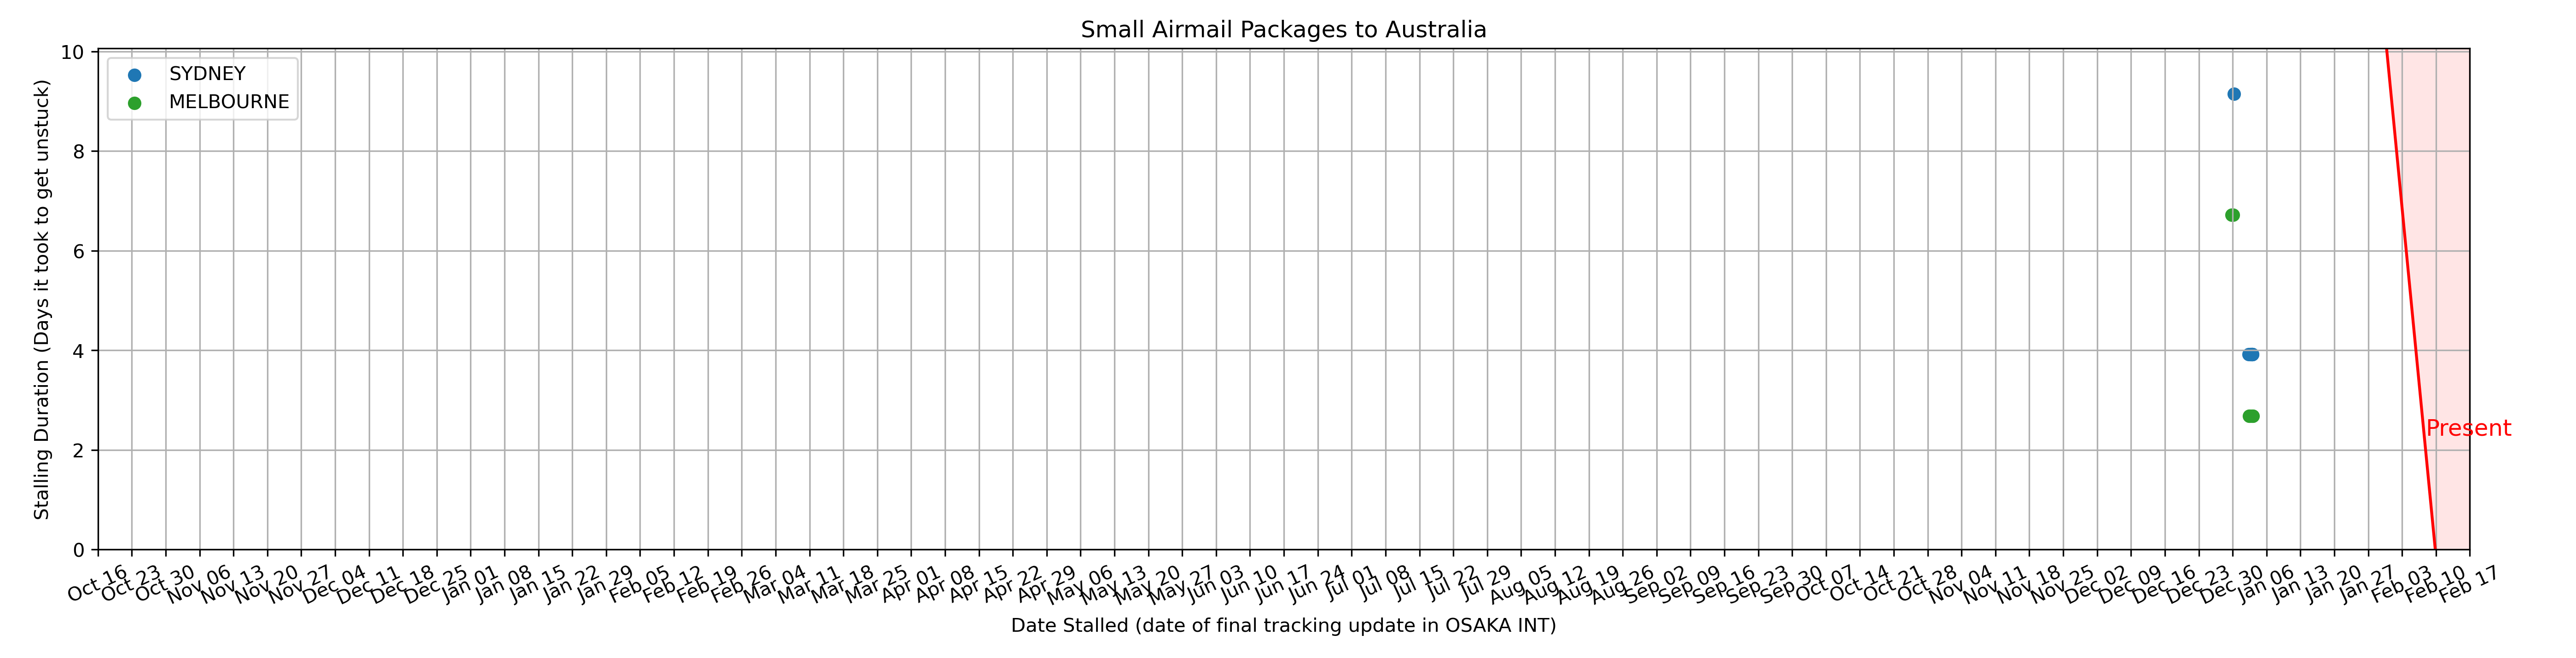 Small Airmail Packages to Australia
SYDNEY
MELBOURNE
Stalling Duration (Days it took to get unstuck)
10
8
6
4
2
0
Present
Oct 16 Oct 23 Oct 30 Nov 06 Nov 13 Nov 20 Nov 27 Dec 04 Dec 11 Dec 18 Dec 25 Jan 01 Jan 08 Jan 15 Jan 22 Jan 29 Feb 05 Feb 12 Feb 19 Feb 26 Mar 04 Mar 11 Mar 18 Mar 25 Apr 01 Apr 08 Apr 15 Apr 22 Apr 29 May 06 May 13 May 20 May 27 Jun 03 Jun 10 Jun 17 Jun 24 Jul 01 Jul 08 Jul 15 Jul 22 Jul 29 Aug 05 Aug 12 Aug 19 Aug 26 Sep 02 Sep 09 Sep 16 Sep 23 Sep 30 Oct 07 Oct 14 Oct 21 Oct 28 Nov 04 Nov 11 Nov 18 Nov 25 Dec 02 Dec 09 Dec 16 Dec 23 Dec 30 Jan 06 Jan 13 Jan 20 Jan 27 Feb 03 Feb 10 Feb 17
Date Stalled (date of final tracking update in OSAKA INT)